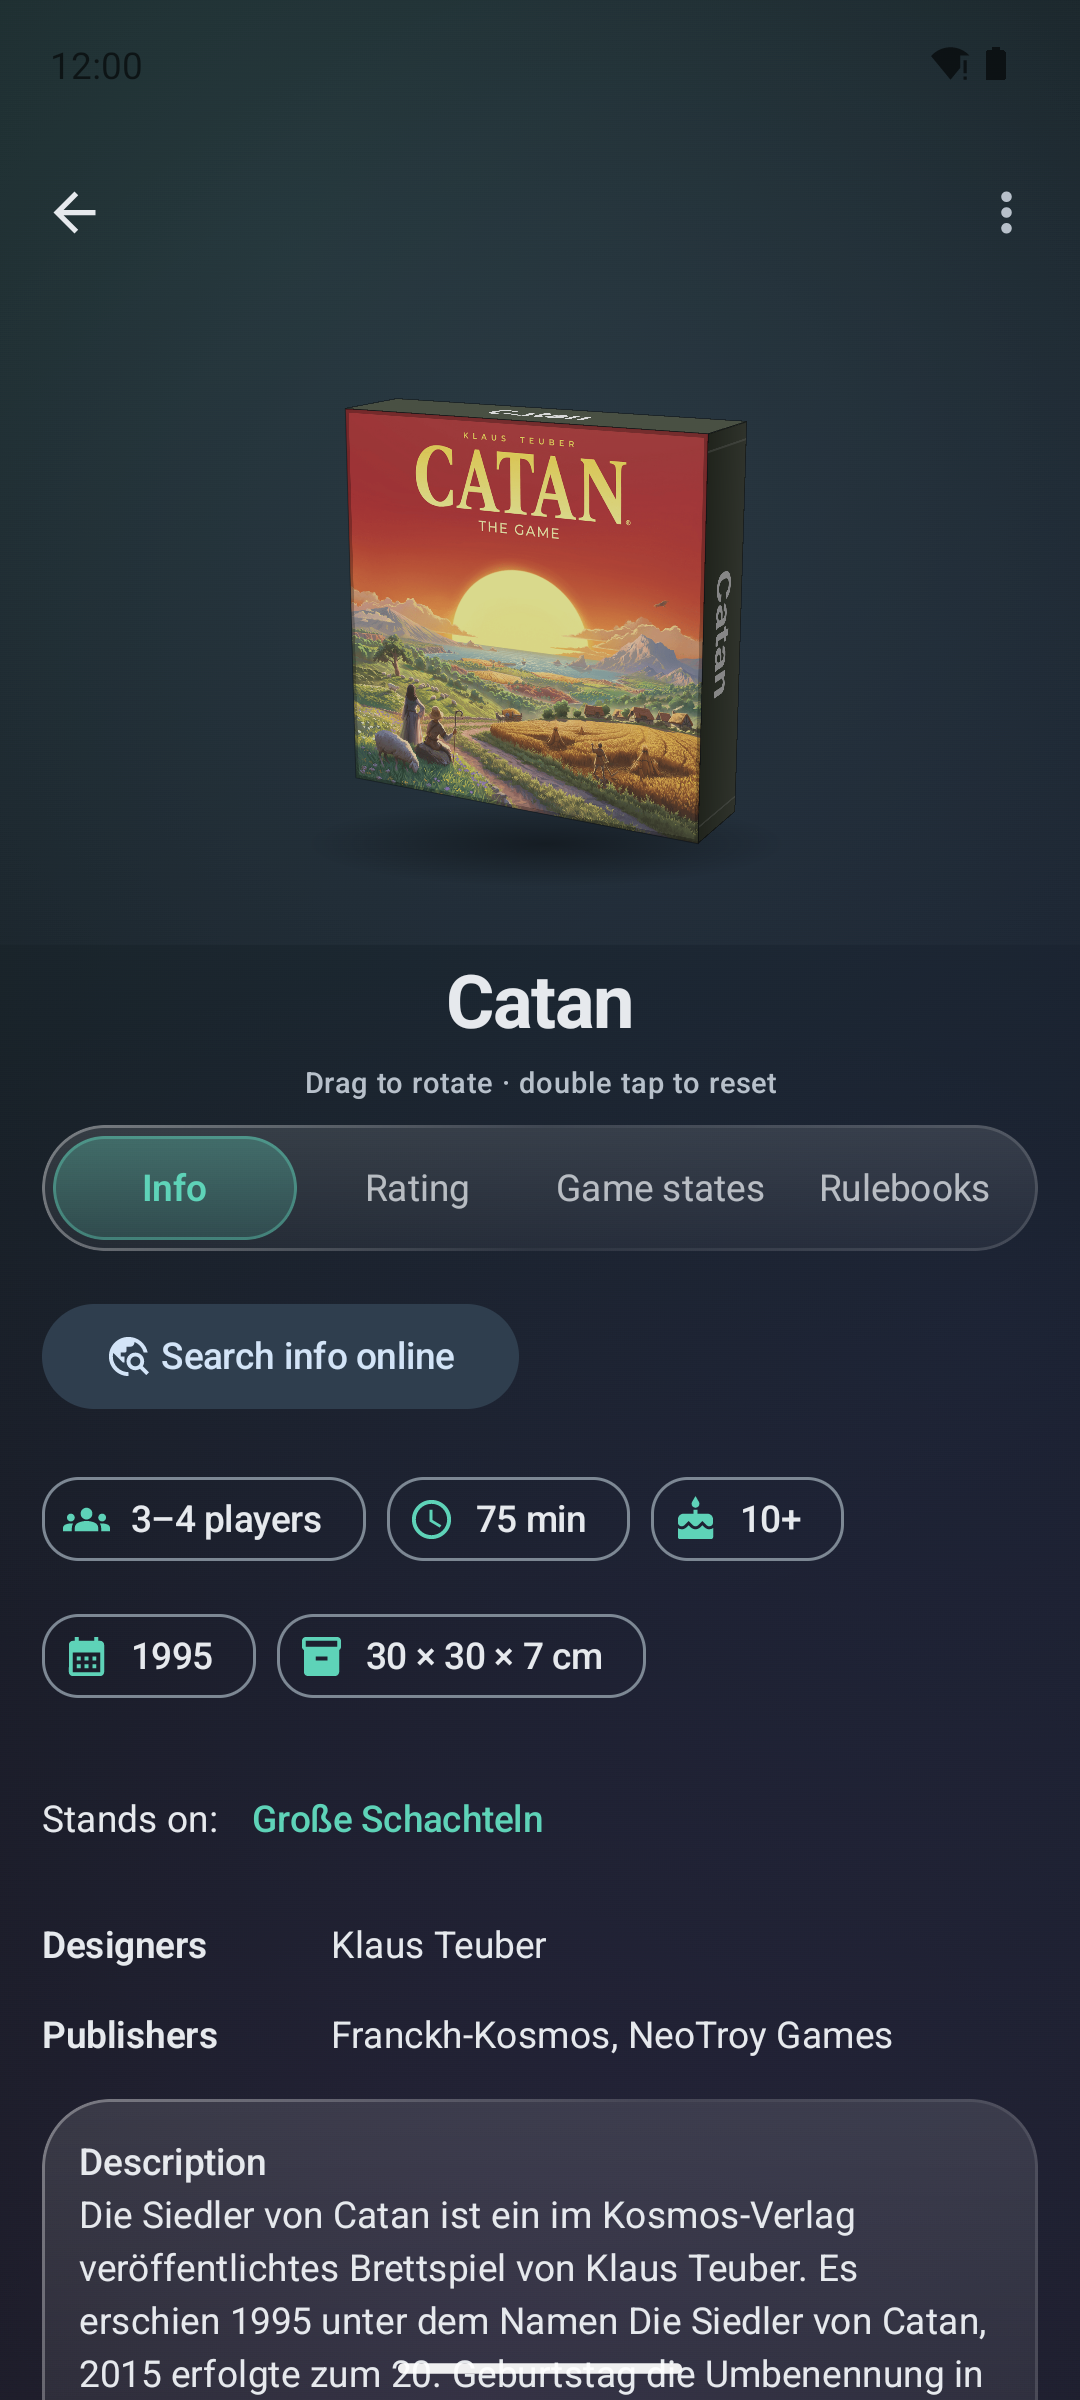 12:00
Catan
KLAUS TEUBER
CATAN
THE GAME
Catan
Catan
Drag to rotate · double tap to reset
Info
Rating
Game states
Rulebooks
Search info online
3–4 players
75 min
10+
1995
30 × 30 × 7 cm
Stands on: Große Schachteln
Designers Klaus Teuber
Publishers Franckh-Kosmos, NeoTroy Games
Description
Die Siedler von Catan ist ein im Kosmos-Verlag
veröffentlichtes Brettspiel von Klaus Teuber. Es
erschien 1995 unter dem Namen Die Siedler von Catan,
2015 erfolgte zum 20. Geburtstag die Umbenennung in